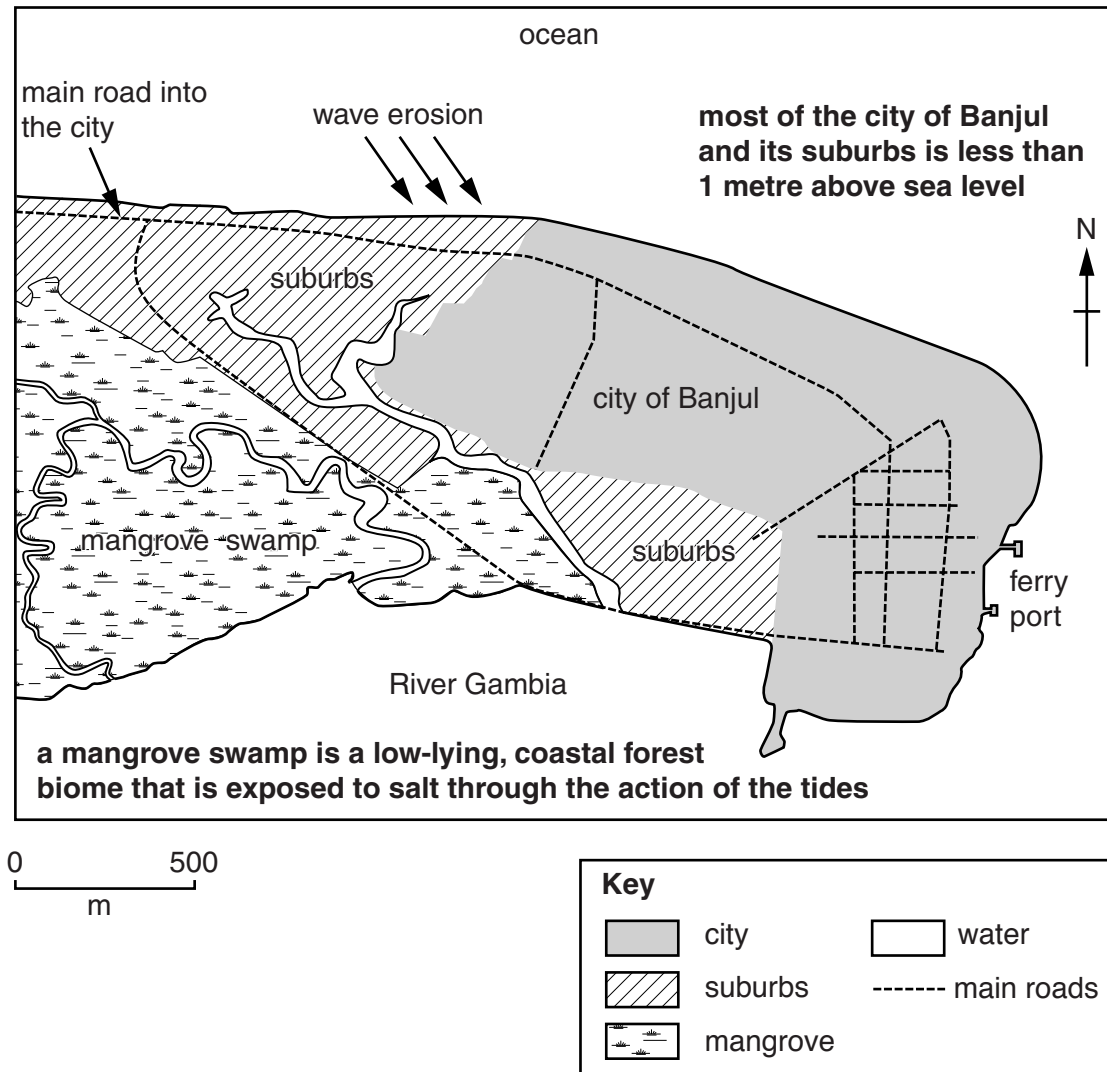 ocean
main road into
the city
wave erosion
most of the city of Banjul
and its suburbs is less than
1 metre above sea level
N
suburbs
city of Banjul
mangrove swamp
suburbs
ferry
port
River Gambia
a mangrove swamp is a low-lying, coastal forest
biome that is exposed to salt through the action of the tides
0 500
m
Key
city
water
suburbs
main roads
mangrove